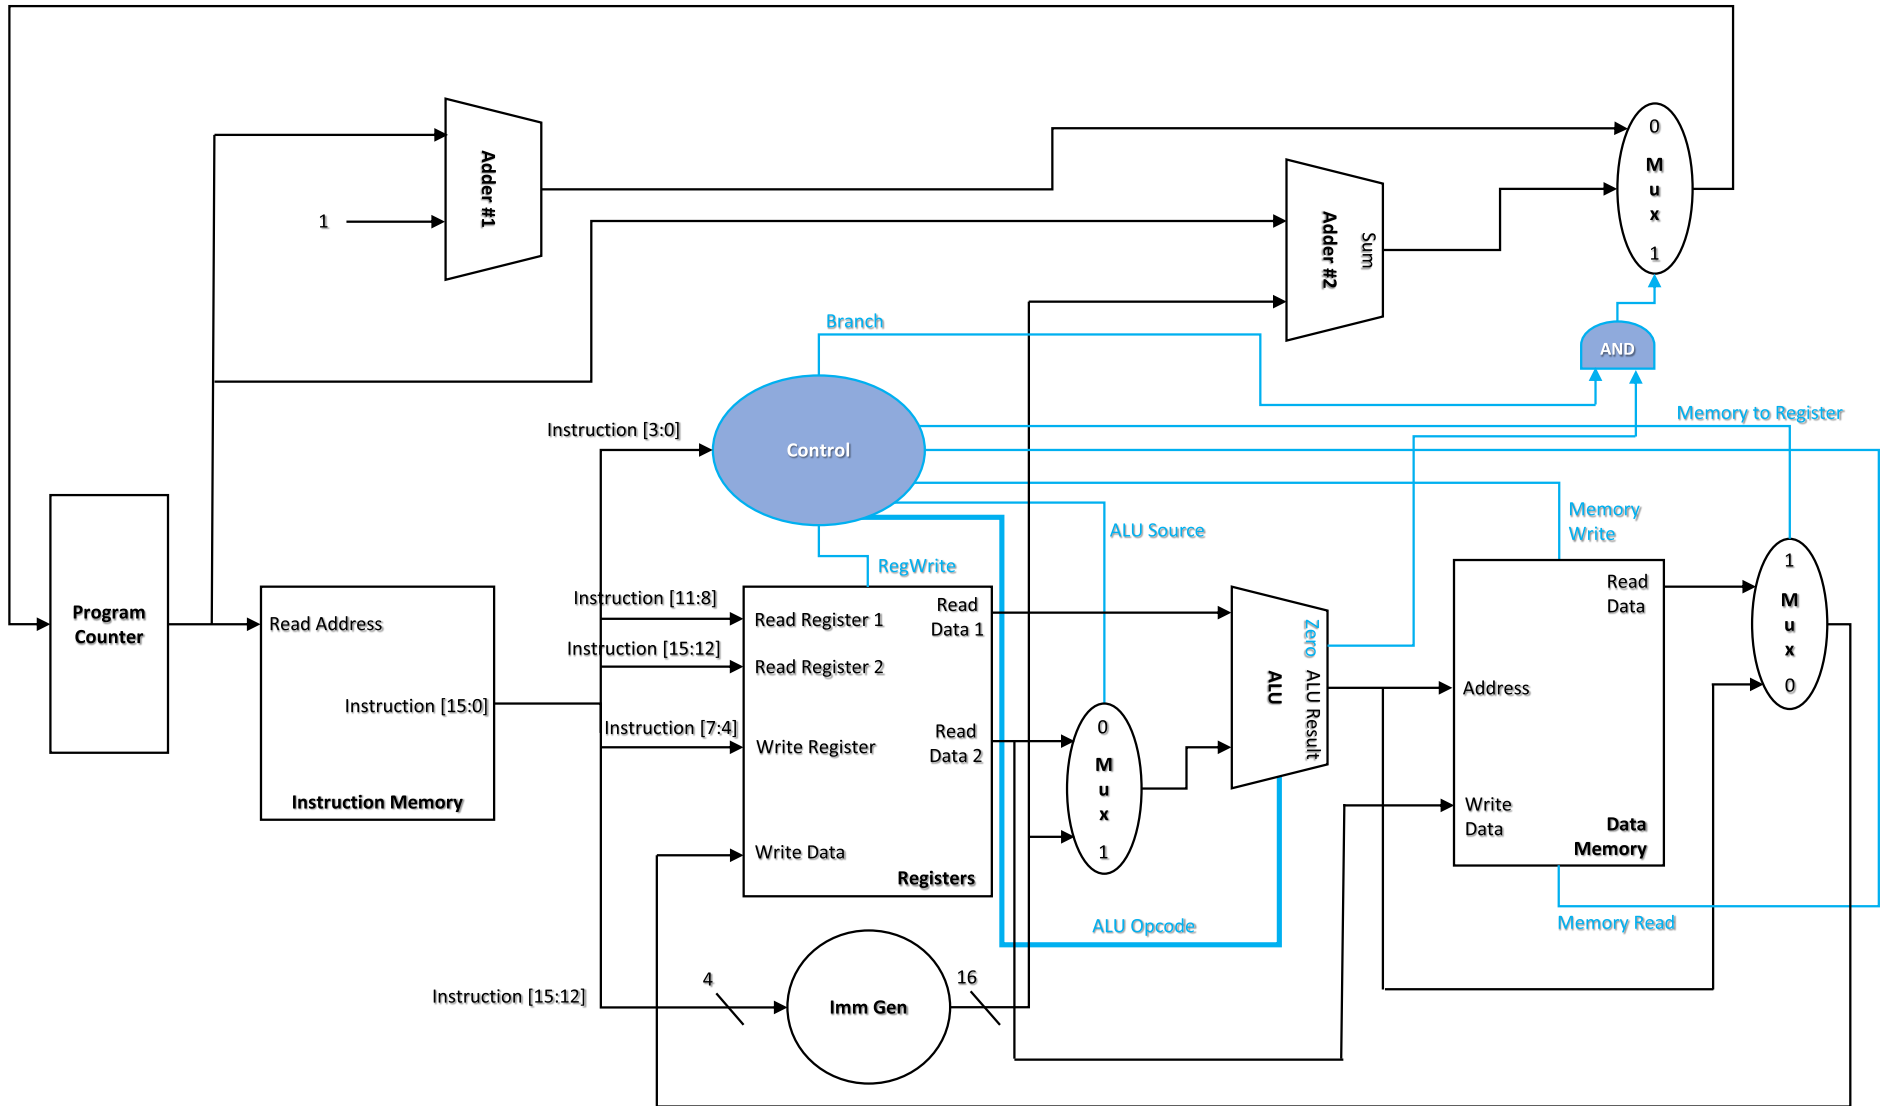 0
M
u
x
1
Adder #1
1
Adder #2
Sum
Branch
AND
Memory to Register
Instruction [3:0]
Control
Memory
Write
ALU Source
RegWrite
Program
Counter
Read Address
Instruction [15:0]
Instruction Memory
Instruction [11:8]
Instruction [15:12]
Instruction [7:4]
Read Register 1
Read Register 2
Write Register
Write Data
Read
Data 1
Read
Data 2
Registers
0
M
u
x
1
Zero
ALU
ALU Result
Read
Data
Address
Write
Data
Data
Memory
1
M
u
x
0
ALU Opcode
Memory Read
Instruction [15:12]
4
Imm Gen
16